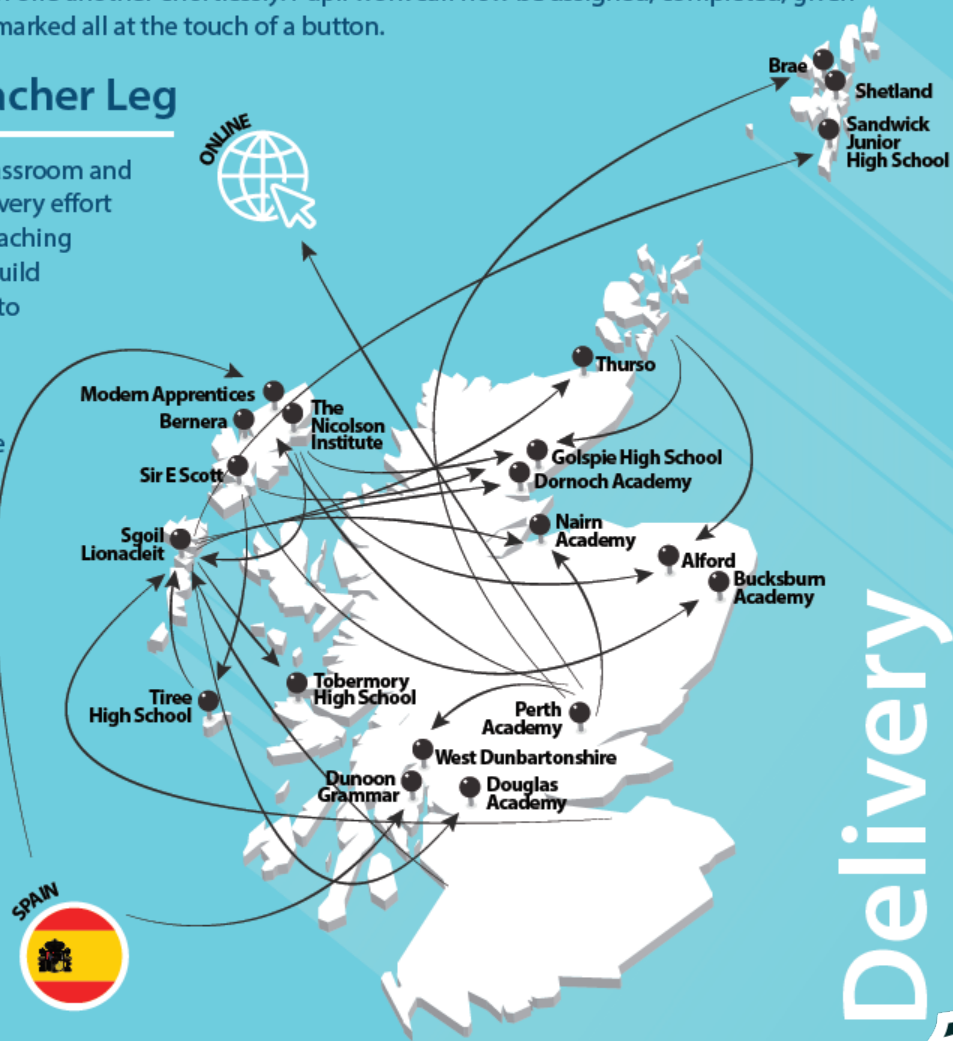 marked all at the touch of a button.
acher Leg
ONLINE
assroom and
very effort
aching
uild
to
e
Brae
Shetland
Sandwick
Junior
High School
Thurso
Modern Apprentices
Bernera
The
Nicolson
Institute
Sir E Scott
Golspie High School
Dornoch Academy
Sgoil
Lionacleit
Nairn
Academy
Alford
Bucksburn
Academy
Tiree
High School
Tobermory
High School
Perth
Academy
West Dunbartonshire
Dunoon
Grammar
Douglas
Academy
SPAIN
Delivery